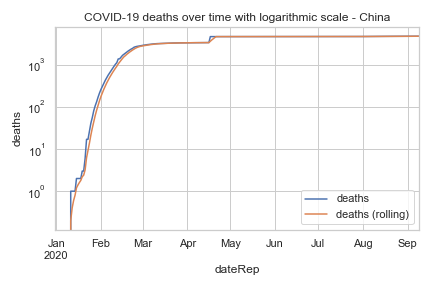 COVID-19 deaths over time with logarithmic scale - China
deaths
10³
10²
10¹
10⁰
deaths
deaths (rolling)
Jan Feb Mar Apr May Jun Jul Aug Sep
2020
dateRep